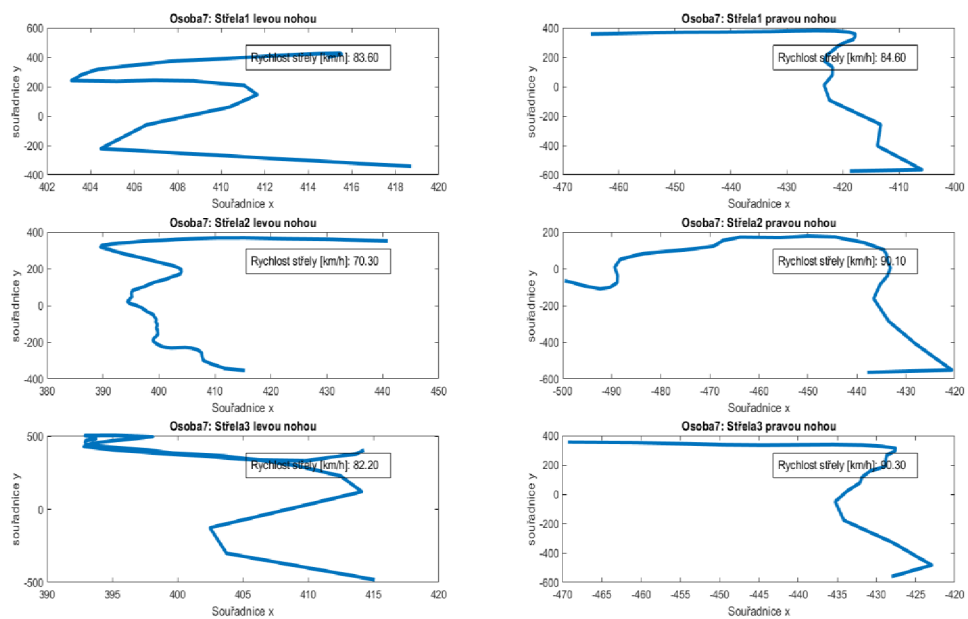 Osoba7: Střela1 levou nohou
souřadnice y
600
400
200
0
-200
-400
Rychlost střely [km/h]: 83.60
402 404 406 408 410 412 414 416 418 420
Souřadnice x
Osoba7: Střela1 pravou nohou
souřadnice y
400
200
0
-200
-400
-600
Rychlost střely [km/h]: 84.60
-470 -460 -450 -440 -430 -420 -410 -400
Souřadnice x
Osoba7: Střela2 levou nohou
souřadnice y
400
200
0
-200
-400
Rychlost střely [km/h]: 70.30
380 390 400 410 420 430 440 450
Souřadnice x
Osoba7: Střela2 pravou nohou
souřadnice y
200
0
-200
-400
-600
Rychlost střely [km/h]: 90.10
-500 -490 -480 -470 -460 -450 -440 -430 -420
Souřadnice x
Osoba7: Střela3 levou nohou
souřadnice y
500
0
-500
Rychlost střely [km/h]: 82.20
390 395 400 405 410 415 420
Souřadnice x
Osoba7: Střela3 pravou nohou
souřadnice y
400
200
0
-200
-400
-600
Rychlost střely [km/h]: 90.30
-470 -465 -460 -455 -450 -445 -440 -435 -430 -425 -420
Souřadnice x